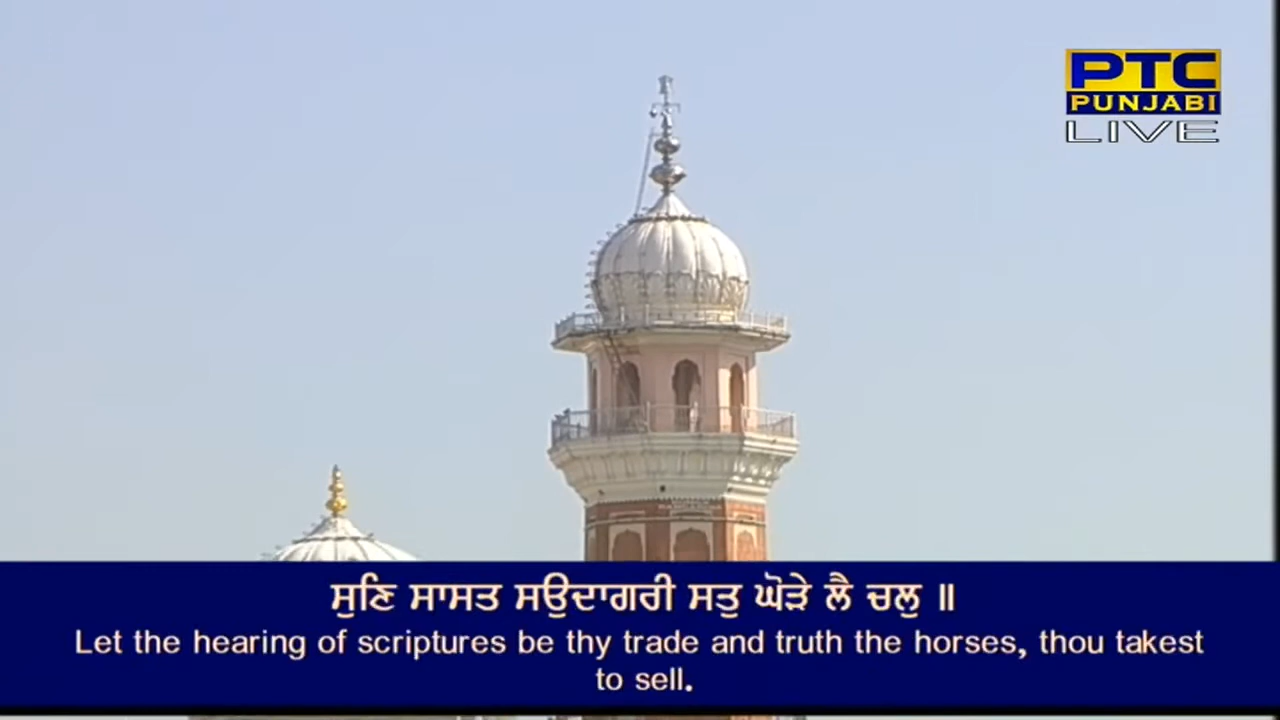 PTC
PUNJABI
LIVE
ਸੁਣਿ ਸਾਸਤ ਸਉਦਾਗਰੀ ਸਤੁ ਘੋੜੇ ਲੈ ਚਲੁ ॥
Let the hearing of scriptures be thy trade and truth the horses, thou takest
to sell.